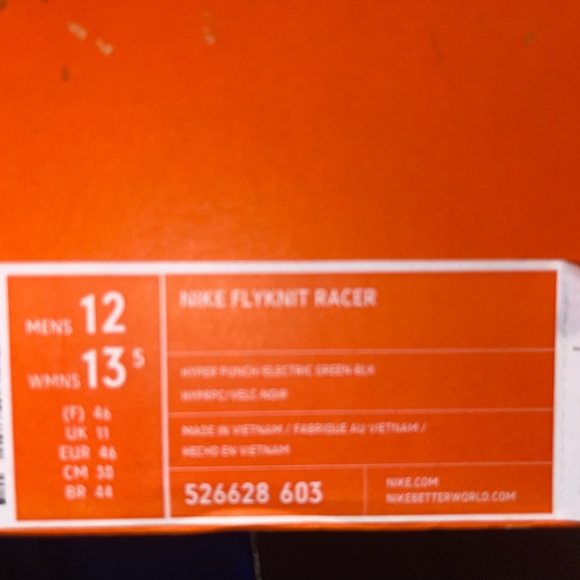 MENS 12
WMNS 13 5
(F) 46
UK 11
EUR 46
CM 30
BR 44
NIKE FLYKNIT RACER
HYPER PUNCH ELECTRIC GREEN-BLK
MADE IN VIETNAM / FABRIQUE AU VIETNAM /
HECHO EN VIETNAM
526628 603
NIKE.COM
NIKEBETTERWORLD.COM